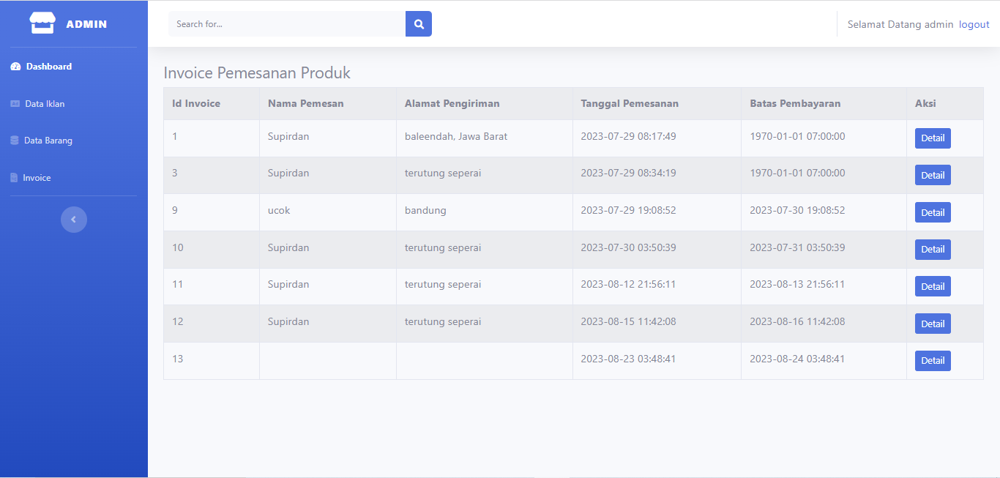 ADMIN
Search for...
Selamat Datang admin logout
Dashboard
Data Iklan
Data Barang
Invoice
Invoice Pemesanan Produk
Id Invoice Nama Pemesan Alamat Pengiriman Tanggal Pemesanan Batas Pembayaran Aksi
1 Supirdan baleendah, Jawa Barat 2023-07-29 08:17:49 1970-01-01 07:00:00 Detail
3 Supirdan terutung seperai 2023-07-29 08:34:19 1970-01-01 07:00:00 Detail
9 ucok bandung 2023-07-29 19:08:52 2023-07-30 19:08:52 Detail
10 Supirdan terutung seperai 2023-07-30 03:50:39 2023-07-31 03:50:39 Detail
11 Supirdan terutung seperai 2023-08-12 21:56:11 2023-08-13 21:56:11 Detail
12 Supirdan terutung seperai 2023-08-15 11:42:08 2023-08-16 11:42:08 Detail
13 2023-08-23 03:48:41 2023-08-24 03:48:41 Detail